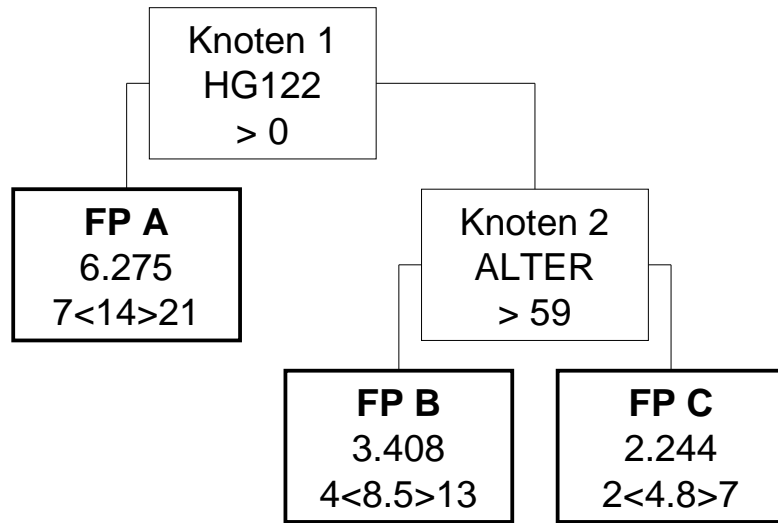 Knoten 1
HG122
> 0
FP A
6.275
7<14>21
Knoten 2
ALTER
> 59
FP B
3.408
4<8.5>13
FP C
2.244
2<4.8>7